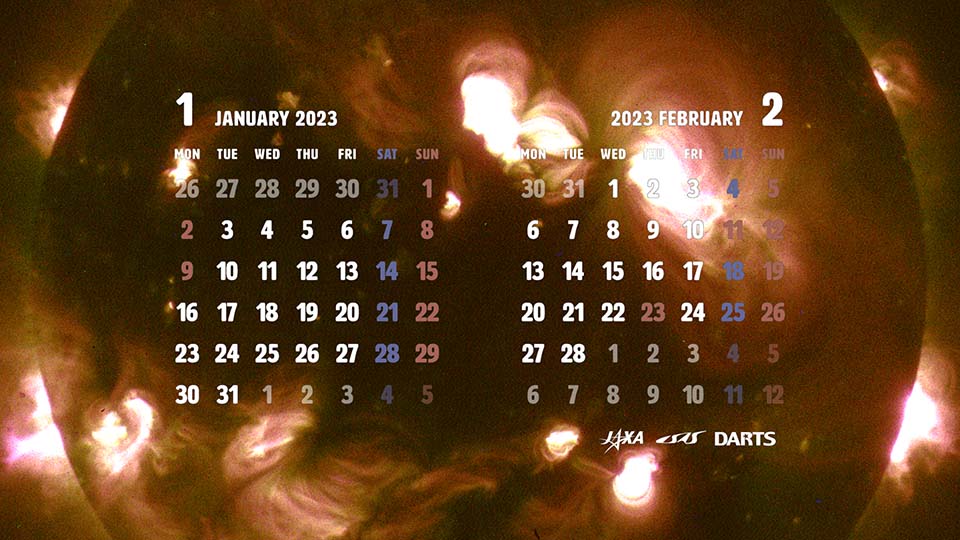 1 JANUARY 2023
MON TUE WED THU FRI SAT SUN
26 27 28 29 30 31 1
2 3 4 5 6 7 8
9 10 11 12 13 14 15
16 17 18 19 20 21 22
23 24 25 26 27 28 29
30 31 1 2 3 4 5
2023 FEBRUARY 2
MON TUE WED THU FRI SAT SUN
30 31 1 2 3 4 5
6 7 8 9 10 11 12
13 14 15 16 17 18 19
20 21 22 23 24 25 26
27 28 1 2 3 4 5
6 7 8 9 10 11 12
JAXA ISAS DARTS